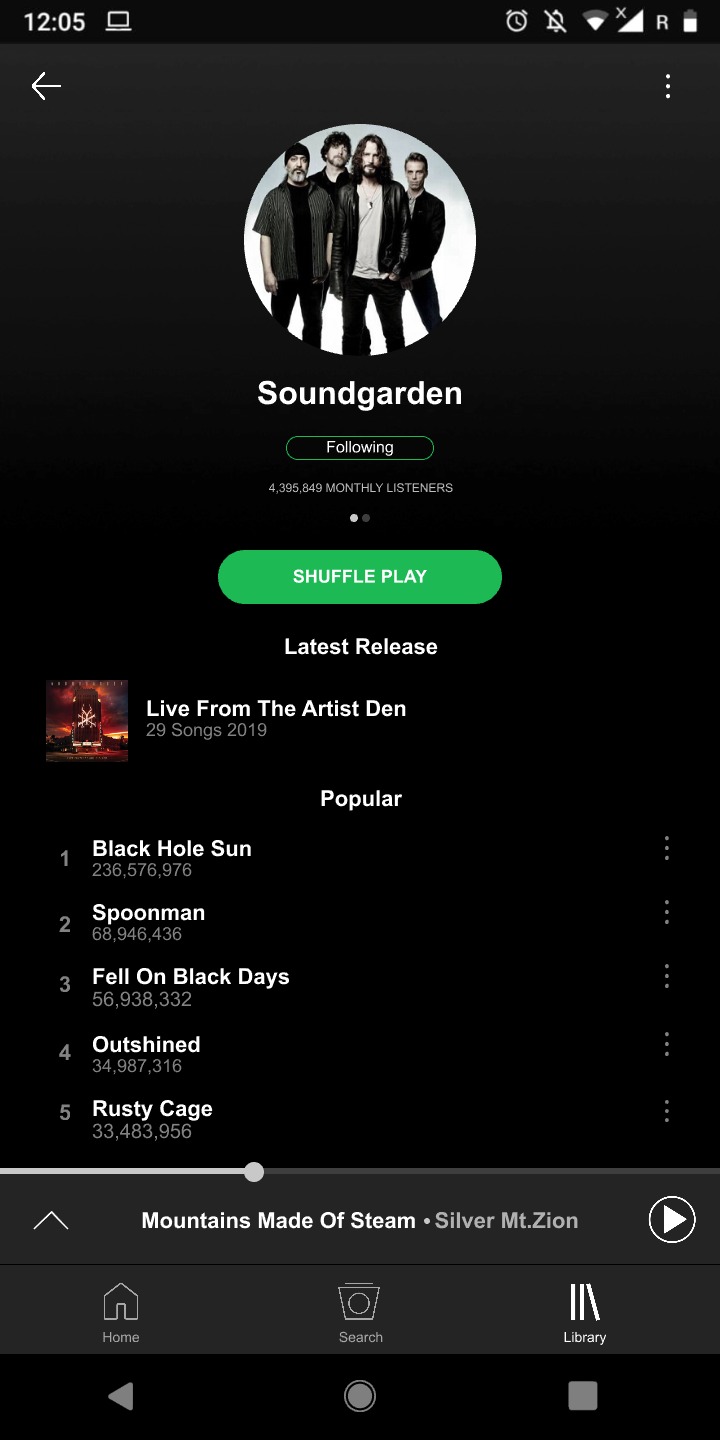 12:05
X
R
Soundgarden
Following
4,395,849 MONTHLY LISTENERS
SHUFFLE PLAY
Latest Release
Live From The Artist Den
29 Songs 2019
Popular
1
Black Hole Sun
236,576,976
2
Spoonman
68,946,436
3
Fell On Black Days
56,938,332
4
Outshined
34,987,316
5
Rusty Cage
33,483,956
Mountains Made Of Steam • Silver Mt.Zion
Home
Search
Library